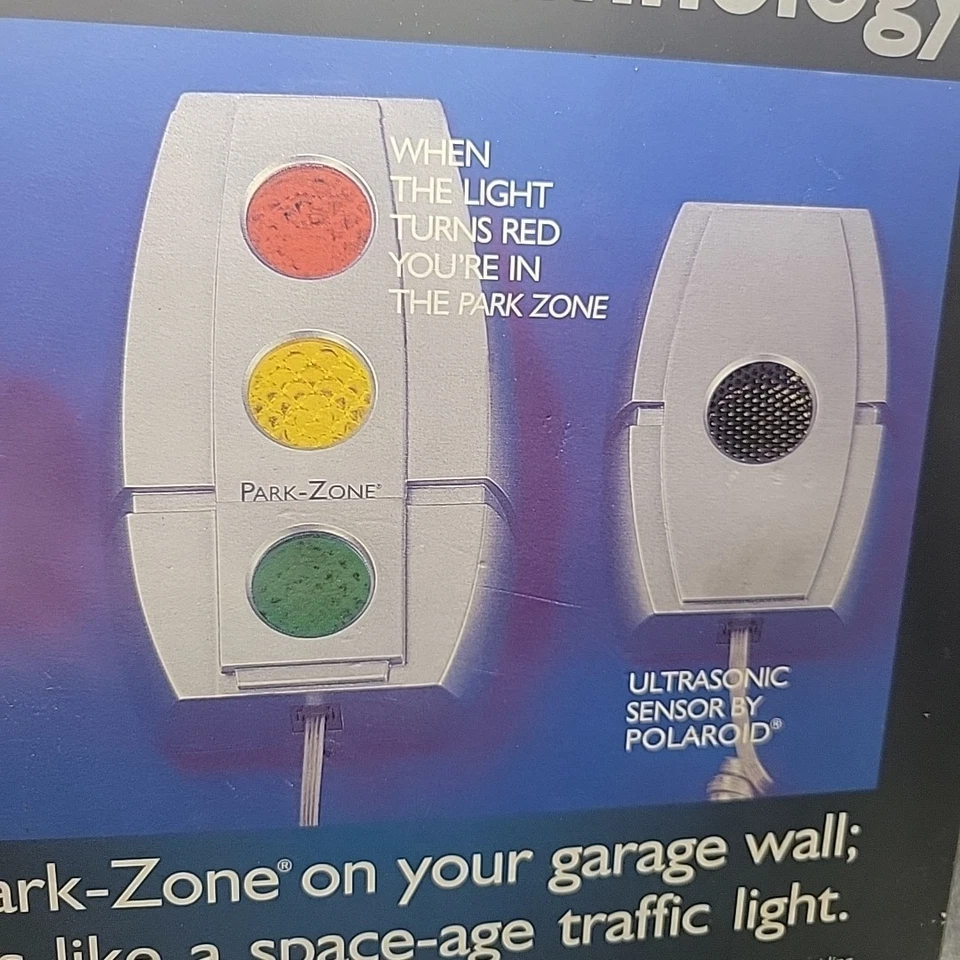 WHEN
THE LIGHT
TURNS RED
YOU'RE IN
THE PARK ZONE
PARK-ZONE®
ULTRASONIC
SENSOR BY
POLAROID®
ark-Zone® on your garage wall;
like a space-age traffic light.